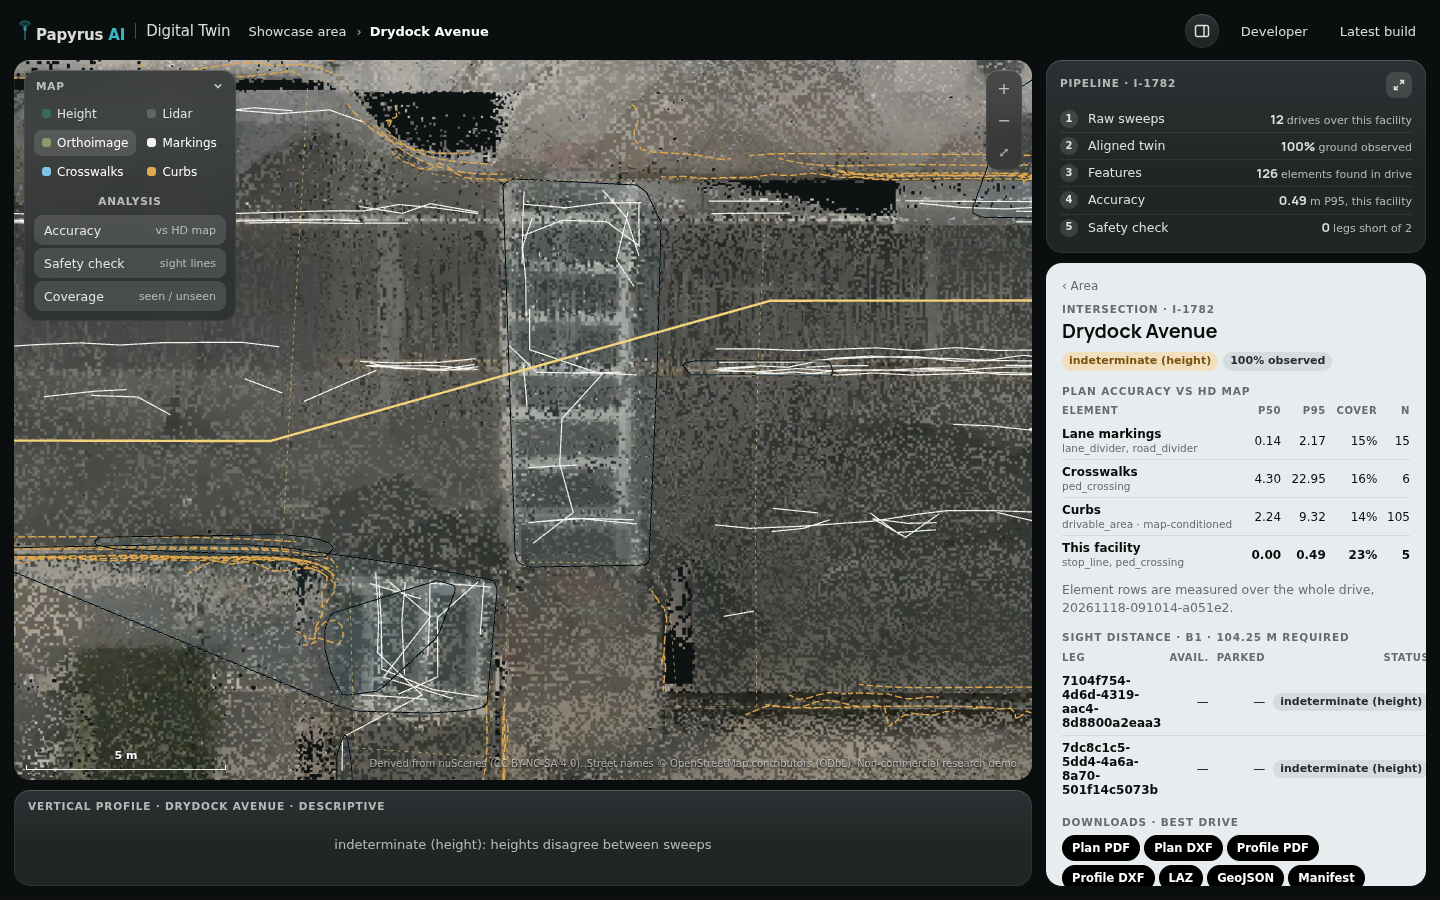 Papyrus AI
Digital Twin
Showcase area › Drydock Avenue
Developer
Latest build
MAP
Height
Lidar
Orthoimage
Markings
Crosswalks
Curbs
ANALYSIS
Accuracy vs HD map
Safety check sight lines
Coverage seen / unseen
+
−
5 m
Derived from nuScenes (CC BY-NC-SA 4.0). Street names © OpenStreetMap contributors (ODbL). Non-commercial research demo.
VERTICAL PROFILE · DRYDOCK AVENUE · DESCRIPTIVE
indeterminate (height): heights disagree between sweeps
PIPELINE · I-1782
1 Raw sweeps 12 drives over this facility
2 Aligned twin 100% ground observed
3 Features 126 elements found in drive
4 Accuracy 0.49 m P95, this facility
5 Safety check 0 legs short of 2
‹ Area
INTERSECTION · I-1782
Drydock Avenue
indeterminate (height) 100% observed
PLAN ACCURACY VS HD MAP
ELEMENT P50 P95 COVER N
Lane markings 0.14 2.17 15% 15
lane_divider, road_divider
Crosswalks 4.30 22.95 16% 6
ped_crossing
Curbs 2.24 9.32 14% 105
drivable_area · map-conditioned
This facility 0.00 0.49 23% 5
stop_line, ped_crossing
Element rows are measured over the whole drive,
20261118-091014-a051e2.
SIGHT DISTANCE · B1 · 104.25 M REQUIRED
LEG AVAIL. PARKED STATUS
7104f754-
4d6d-4319-
aac4-
8d8800a2eaa3
— — indeterminate (height)
7dc8c1c5-
5dd4-4a6a-
8a70-
501f14c5073b
— — indeterminate (height)
DOWNLOADS · BEST DRIVE
Plan PDF Plan DXF Profile PDF
Profile DXF LAZ GeoJSON Manifest